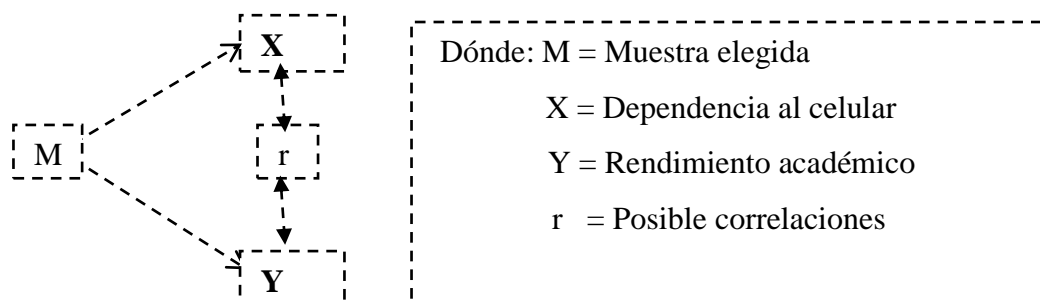 X
M
r
Y
Dónde: M = Muestra elegida
X = Dependencia al celular
Y = Rendimiento académico
r = Posible correlaciones